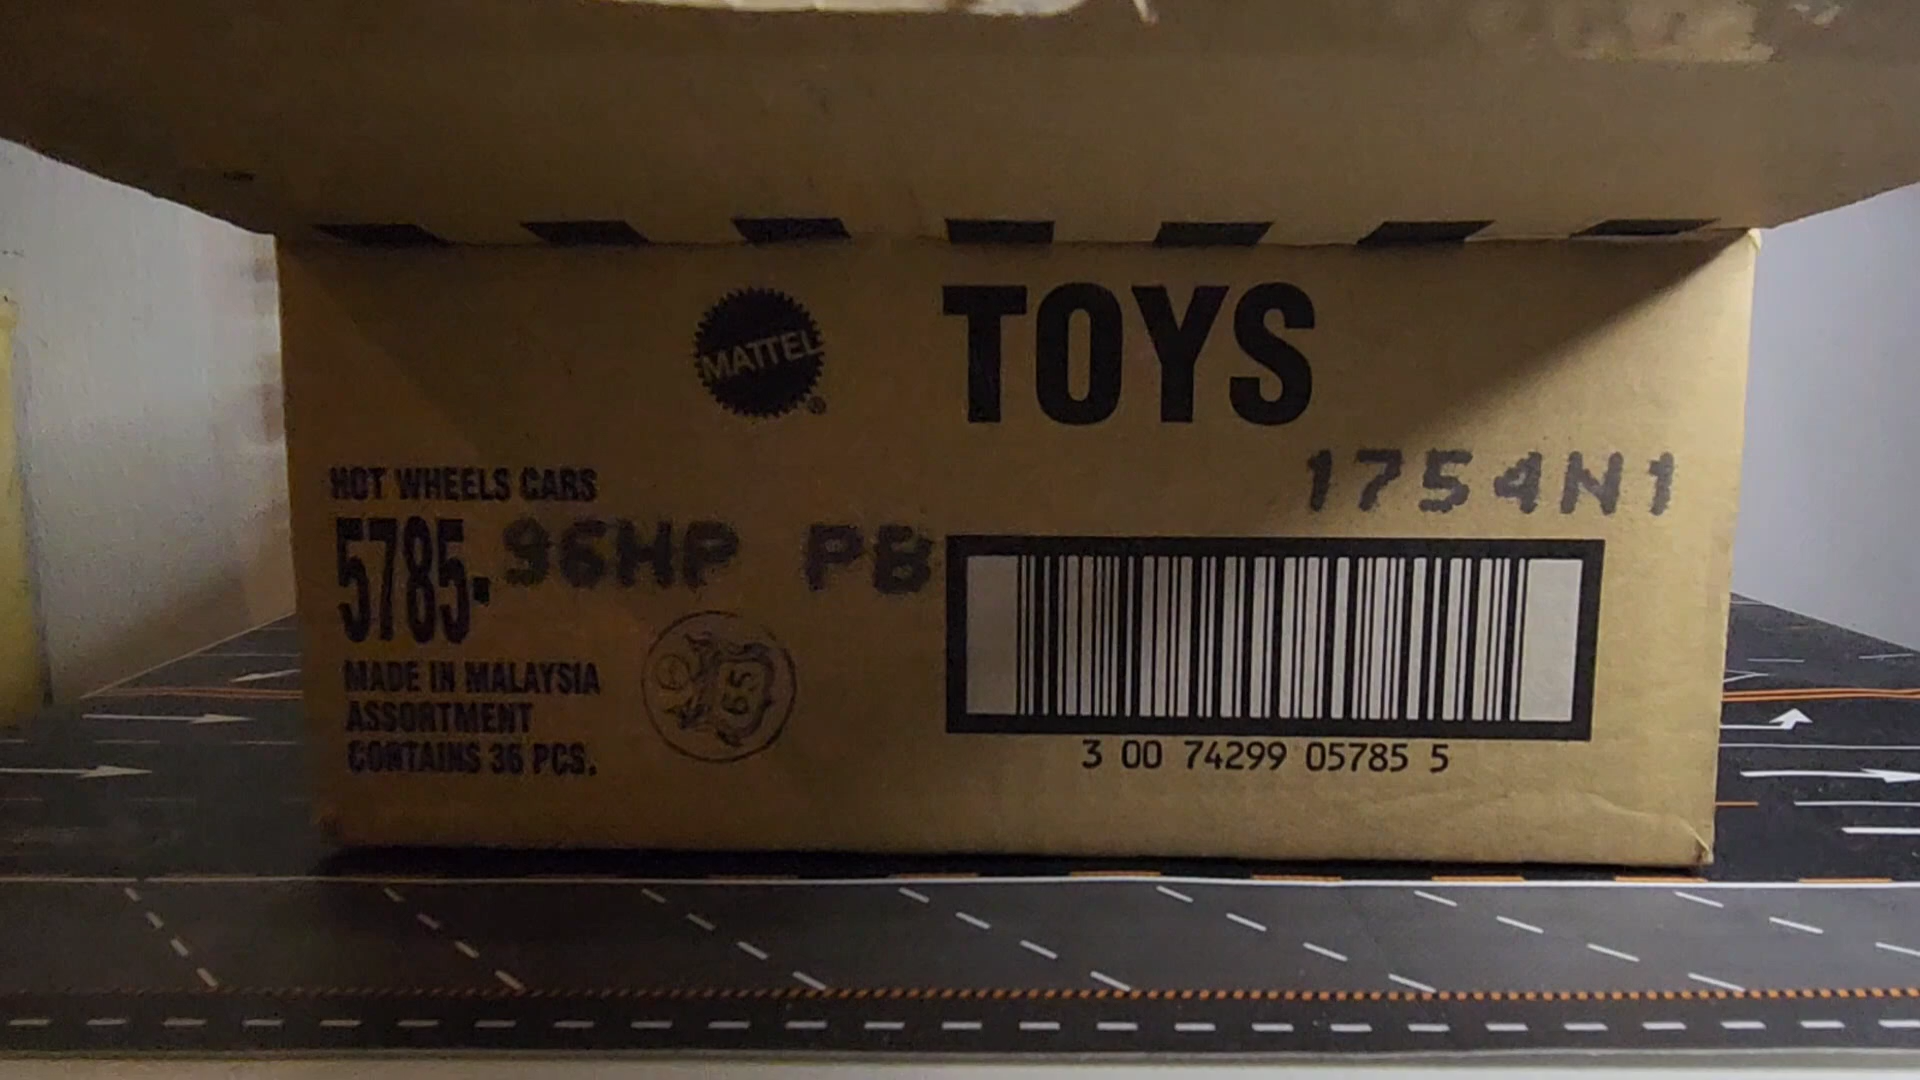 MATTEL®
TOYS
1754N1
HOT WHEELS CARS
5785-96HP PB
MADE IN MALAYSIA
ASSORTMENT
CONTAINS 36 PCS.
65
3 00 74299 05785 5